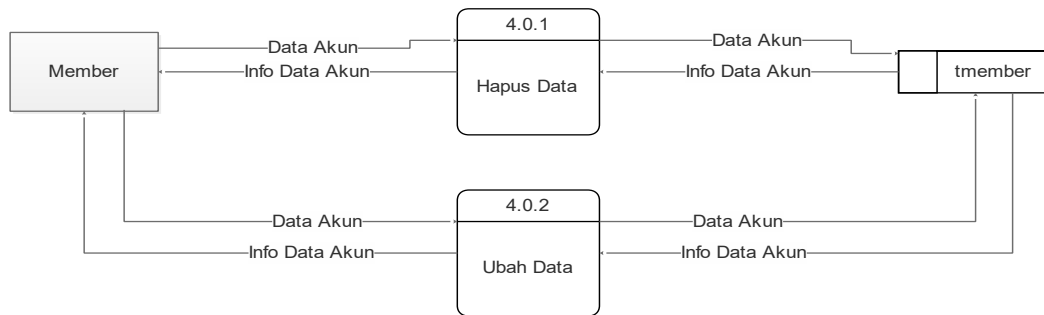 4.0.1
Data Akun
Data Akun
Member
Info Data Akun
Info Data Akun
tmember
Hapus Data
4.0.2
Data Akun
Data Akun
Info Data Akun
Info Data Akun
Ubah Data